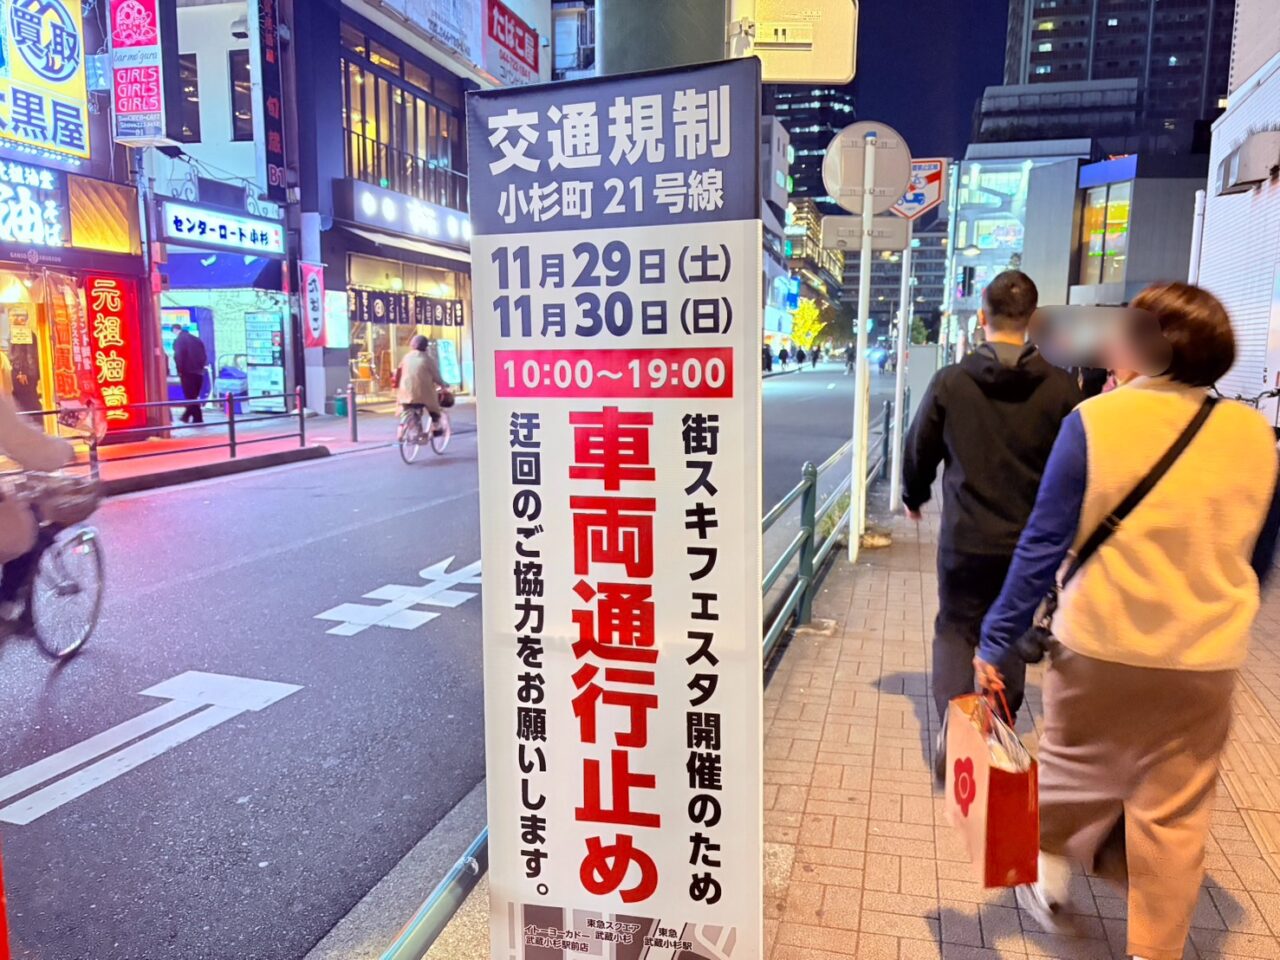 交通規制
小杉町 21号線
11月29日(土)
11月30日(日)
10:00～19:00
街スキフェスタ開催のため
車両通行止め
迂回のご協力をお願いします。
東急スクエア
武蔵小杉
イトーヨーカドー
武蔵小杉駅前店
東急
武蔵小杉駅
買取
大黒屋
GIRLS
GIRLS
GIRLS
センターロード小杉
元祖油堂
たばこ屋